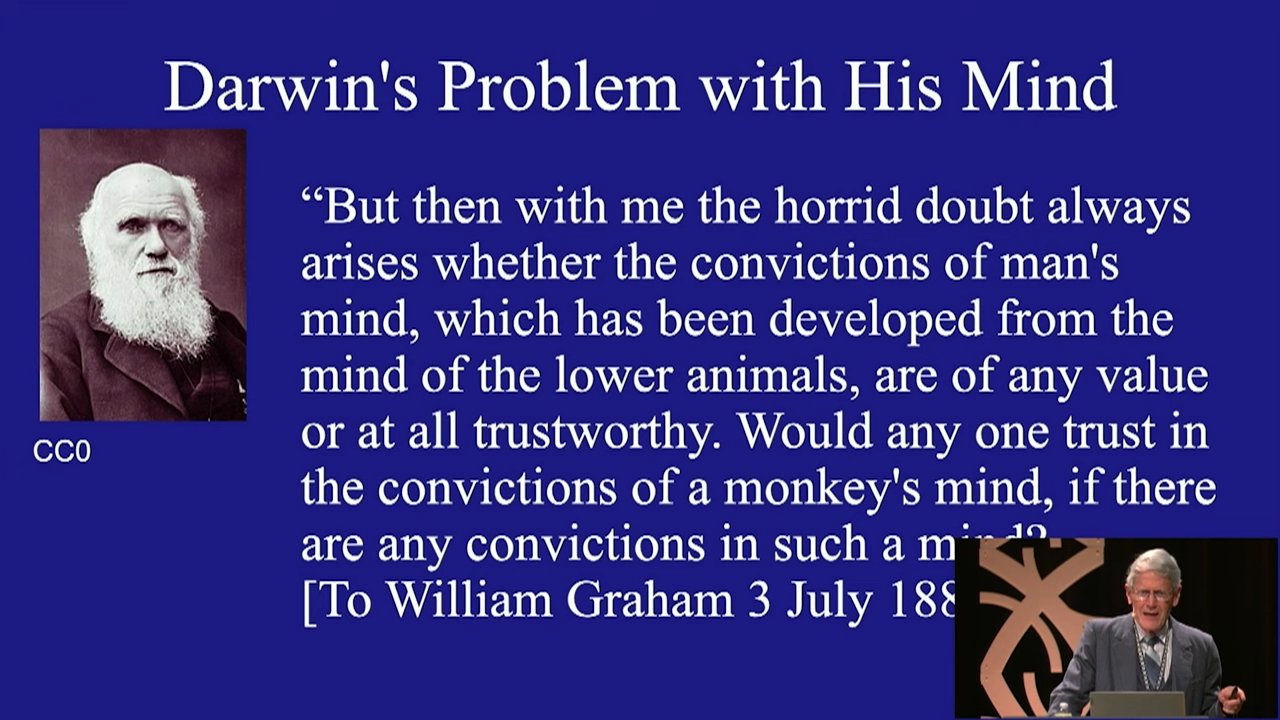 Darwin's Problem with His Mind
“But then with me the horrid doubt always
arises whether the convictions of man's
mind, which has been developed from the
mind of the lower animals, are of any value
or at all trustworthy. Would any one trust in
the convictions of a monkey's mind, if there
are any convictions in such a mind?
[To William Graham 3 July 188
CC0